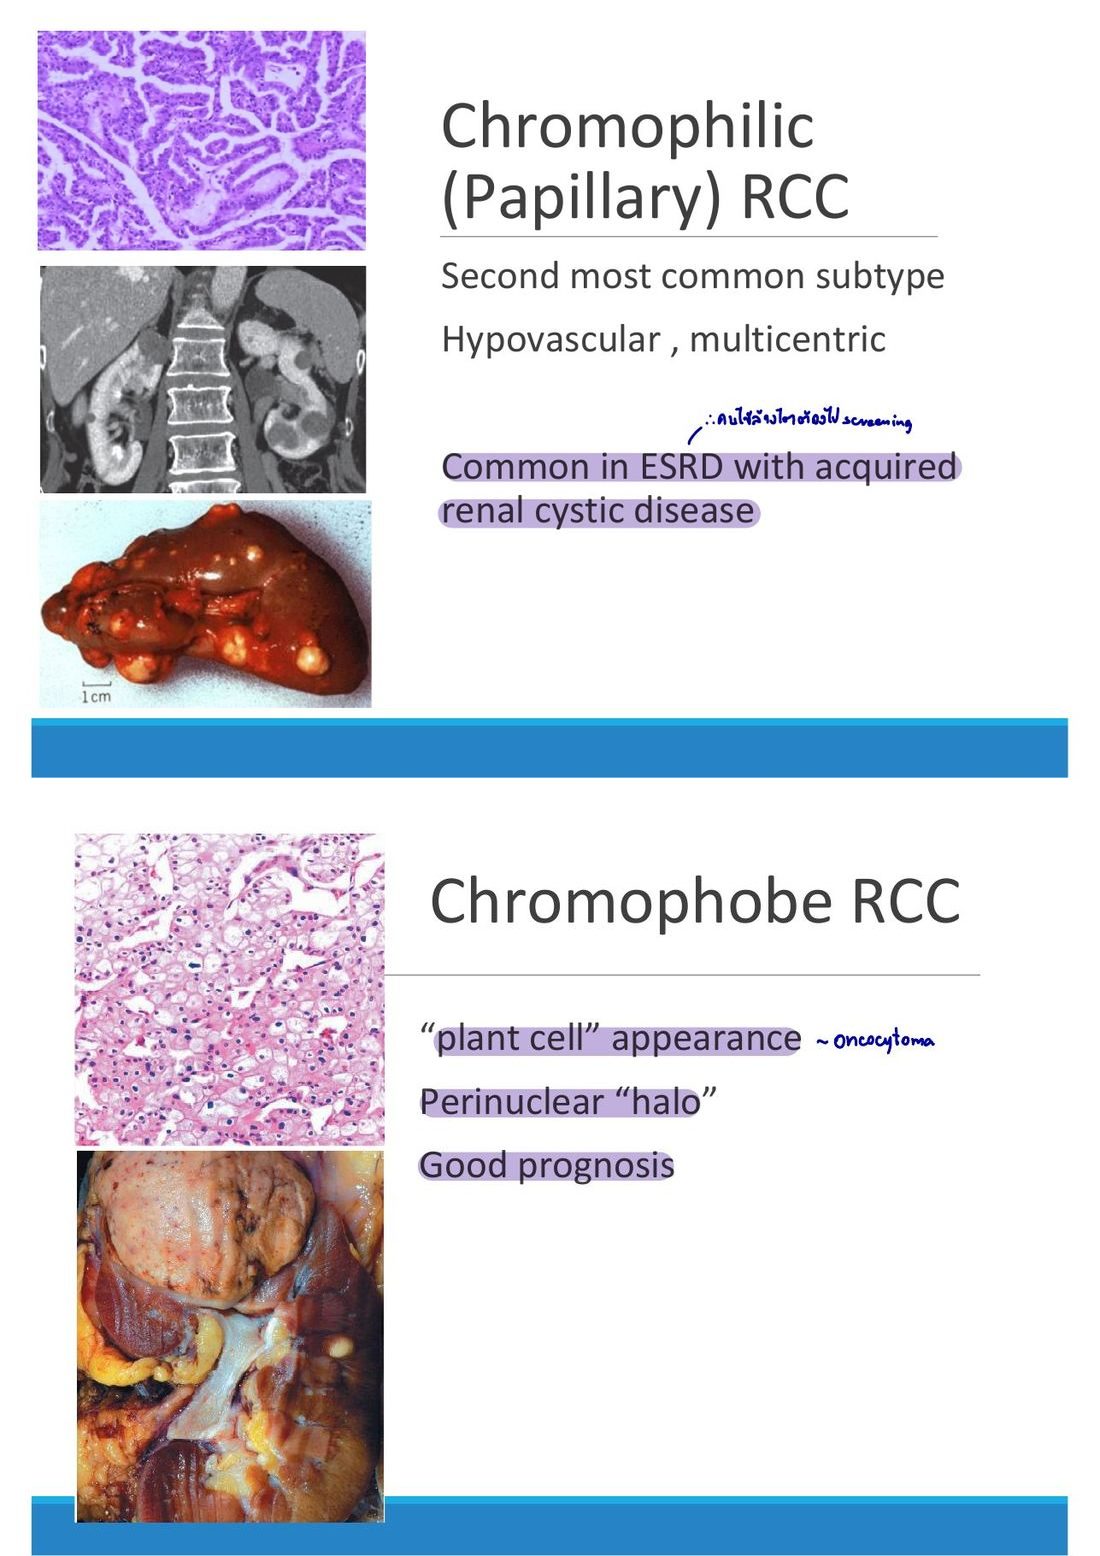 Chromophilic
(Papillary) RCC
Second most common subtype
Hypovascular , multicentric
∴คนไข้ล้างไตต้องไป screening
Common in ESRD with acquired
renal cystic disease
1cm
Chromophobe RCC
“plant cell” appearance ~ Oncocytoma
Perinuclear “halo”
Good prognosis